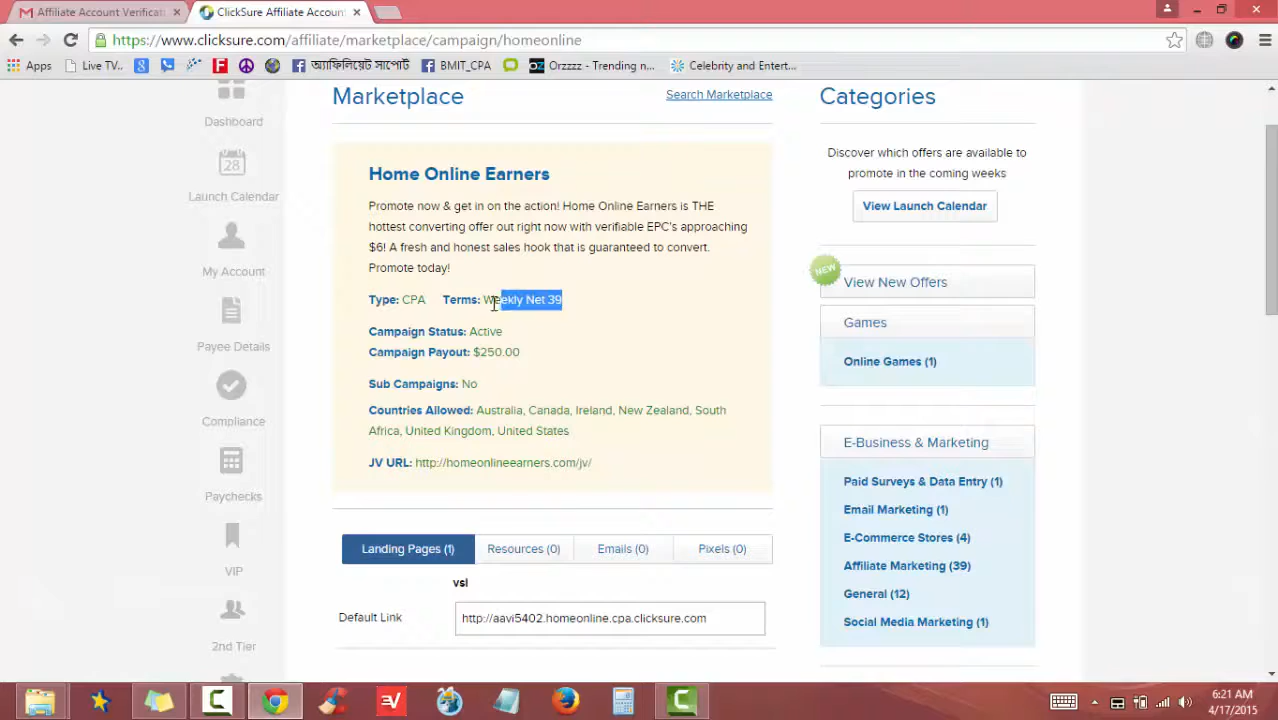 Affiliate Account Verificat
ClickSure Affiliate Accoun
https://www.clicksure.com/affiliate/marketplace/campaign/homeonline
Apps
Live TV..
অ্যাফিলিয়েট সাপোর্ট
BMIT_CPA
Orzzzz - Trending n...
Celebrity and Entert...
Dashboard
28
Launch Calendar
My Account
Payee Details
Compliance
Paychecks
VIP
2nd Tier
Marketplace
Search Marketplace
Home Online Earners
Promote now & get in on the action! Home Online Earners is THE
hottest converting offer out right now with verifiable EPC's approaching
$6! A fresh and honest sales hook that is guaranteed to convert.
Promote today!
Type: CPA Terms: Weekly Net 39
Campaign Status: Active
Campaign Payout: $250.00
Sub Campaigns: No
Countries Allowed: Australia, Canada, Ireland, New Zealand, South
Africa, United Kingdom, United States
JV URL: http://homeonlineearners.com/jv/
Landing Pages (1)
Resources (0)
Emails (0)
Pixels (0)
vsl
Default Link
http://aavi5402.homeonline.cpa.clicksure.com
Categories
Discover which offers are available to
promote in the coming weeks
View Launch Calendar
NEW
View New Offers
Games
Online Games (1)
E-Business & Marketing
Paid Surveys & Data Entry (1)
Email Marketing (1)
E-Commerce Stores (4)
Affiliate Marketing (39)
General (12)
Social Media Marketing (1)
6:21 AM
4/17/2015